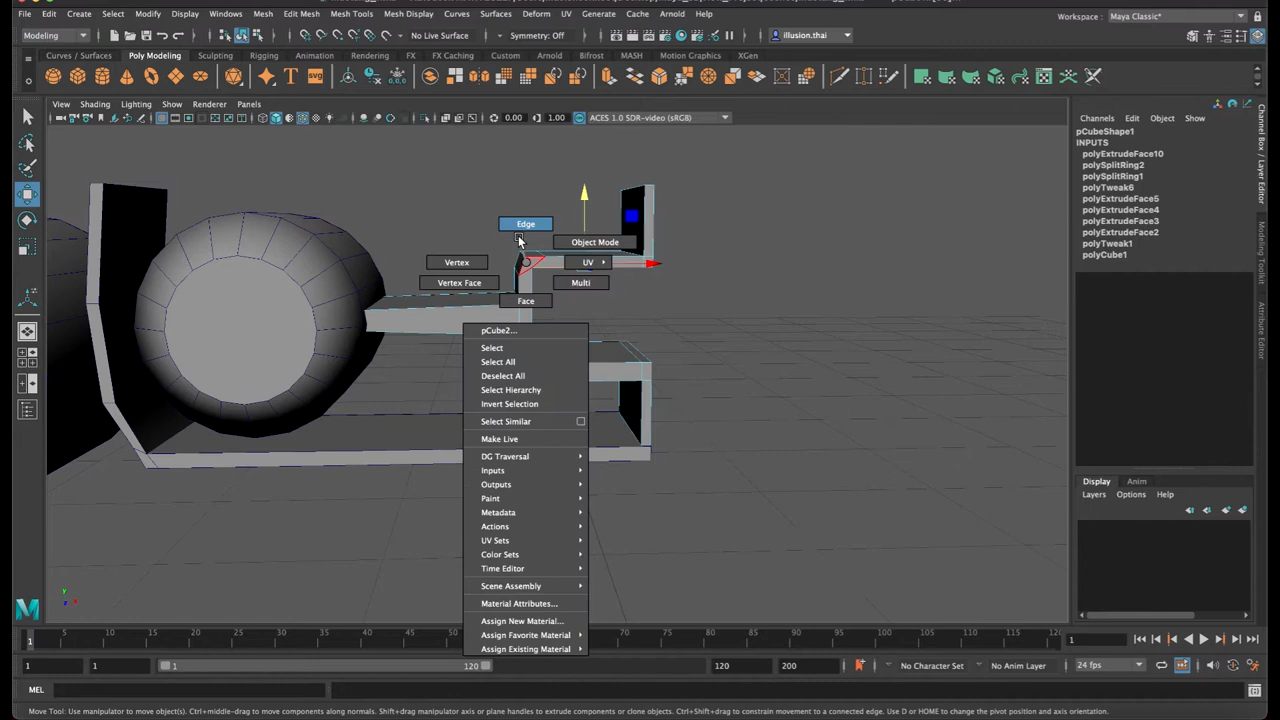 File Edit Create Select Modify Display Windows Mesh Edit Mesh Mesh Tools Mesh Display Curves Surfaces Deform UV Generate Cache Arnold Help
Workspace : Maya Classic*
Modeling No Live Surface Symmetry: Off illusion.thai
Curves / Surfaces Poly Modeling Sculpting Rigging Animation Rendering FX FX Caching Custom Arnold Bifrost MASH Motion Graphics XGen
SVG
View Shading Lighting Show Renderer Panels
0.00 1.00 ACES 1.0 SDR-video (sRGB)
Channels Edit Object Show
pCubeShape1
INPUTS
polyExtrudeFace10
polySplitRing2
polySplitRing1
polyTweak6
polyExtrudeFace5
polyExtrudeFace4
polyExtrudeFace3
polyExtrudeFace2
polyTweak1
polyCube1
Channel Box / Layer Editor
Modeling Toolkit
Attribute Editor
Edge
Object Mode
Vertex
UV
Vertex Face
Multi
Face
pCube2...
Select
Select All
Deselect All
Select Hierarchy
Invert Selection
Select Similar
Make Live
DG Traversal
Inputs
Outputs
Paint
Metadata
Actions
UV Sets
Color Sets
Time Editor
Scene Assembly
Material Attributes...
Assign New Material...
Assign Favorite Material
Assign Existing Material
Display Anim
Layers Options Help
1 5 10 15 20 25 30 35 40 45 50 75 80 85 90 95 100 105 110 115 120
65 70
1
1 1 1 120 120 200 No Character Set No Anim Layer 24 fps
MEL
Move Tool: Use manipulator to move object(s). Ctrl+middle-drag to move components along normals. Shift+drag manipulator axis or plane handles to extrude components or clone objects. Ctrl+Shift+drag to constrain movement to a connected edge. Use D or HOME to change the pivot position and axis orientation.